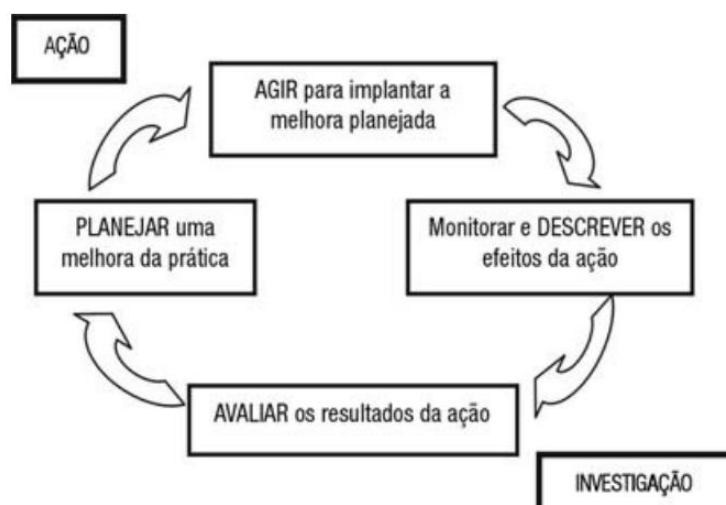 AÇÃO
AGIR para implantar a
melhora planejada
PLANEJAR uma
melhora da prática
Monitorar e DESCREVER os
efeitos da ação
AVALIAR os resultados da ação
INVESTIGAÇÃO